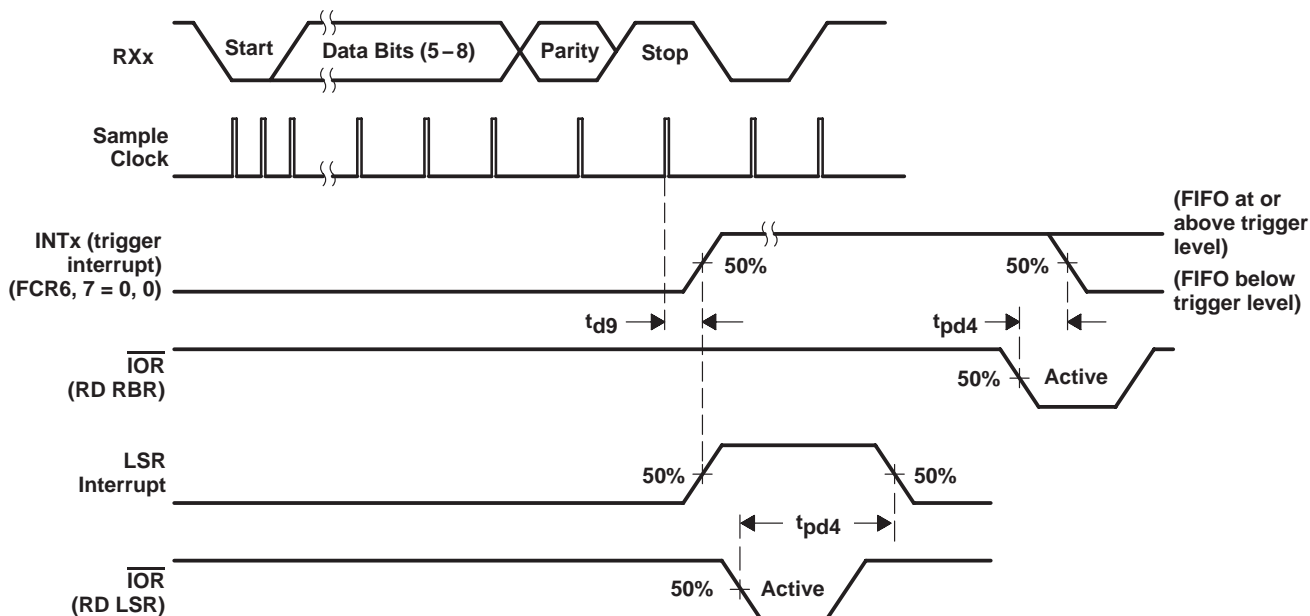 RXx
Start
Data Bits (5–8)
Parity
Stop
Sample
Clock
INTx (trigger
interrupt)
(FCR6, 7 = 0, 0)
50%
50%
(FIFO at or
above trigger
level)
(FIFO below
trigger level)
td9
tpd4
IOR
(RD RBR)
50%
Active
LSR
Interrupt
50%
50%
tpd4
IOR
(RD LSR)
50%
Active